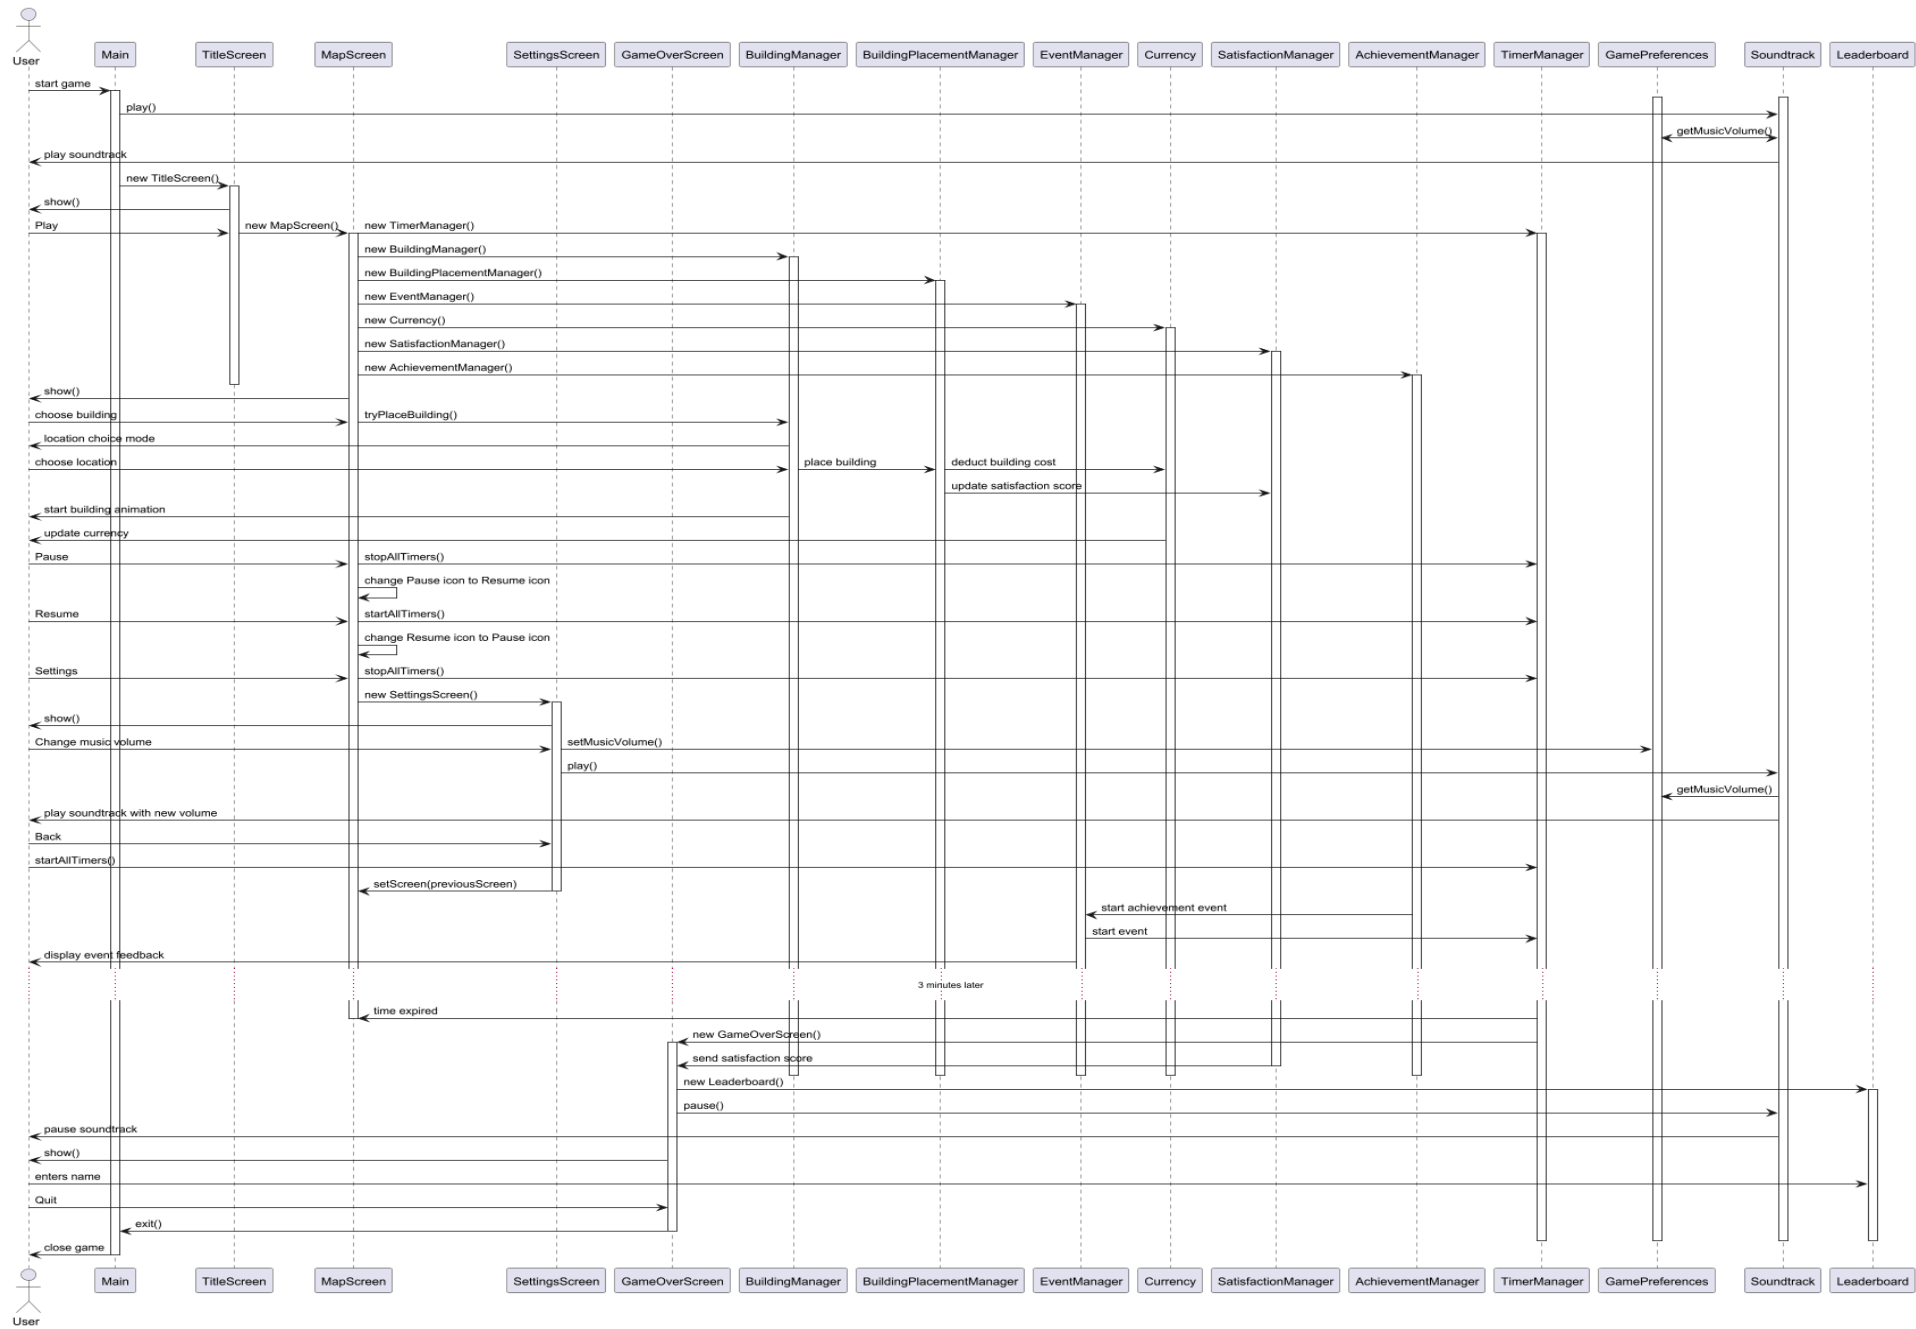 User
Main
TitleScreen
MapScreen
SettingsScreen
GameOverScreen
BuildingManager
BuildingPlacementManager
EventManager
Currency
SatisfactionManager
AchievementManager
TimerManager
GamePreferences
Soundtrack
Leaderboard
start game
play()
getMusicVolume()
play soundtrack
new TitleScreen()
show()
Play
new MapScreen()
new TimerManager()
new BuildingManager()
new BuildingPlacementManager()
new EventManager()
new Currency()
new SatisfactionManager()
new AchievementManager()
show()
choose building
tryPlaceBuilding()
location choice mode
choose location
place building
deduct building cost
update satisfaction score
start building animation
update currency
Pause
stopAllTimers()
change Pause icon to Resume icon
Resume
startAllTimers()
change Resume icon to Pause icon
Settings
stopAllTimers()
new SettingsScreen()
show()
Change music volume
setMusicVolume()
play()
getMusicVolume()
play soundtrack with new volume
Back
startAllTimers()
setScreen(previousScreen)
start achievement event
start event
display event feedback
3 minutes later
time expired
new GameOverScreen()
send satisfaction score
new Leaderboard()
pause()
pause soundtrack
show()
enters name
Quit
exit()
close game
User
Main
TitleScreen
MapScreen
SettingsScreen
GameOverScreen
BuildingManager
BuildingPlacementManager
EventManager
Currency
SatisfactionManager
AchievementManager
TimerManager
GamePreferences
Soundtrack
Leaderboard